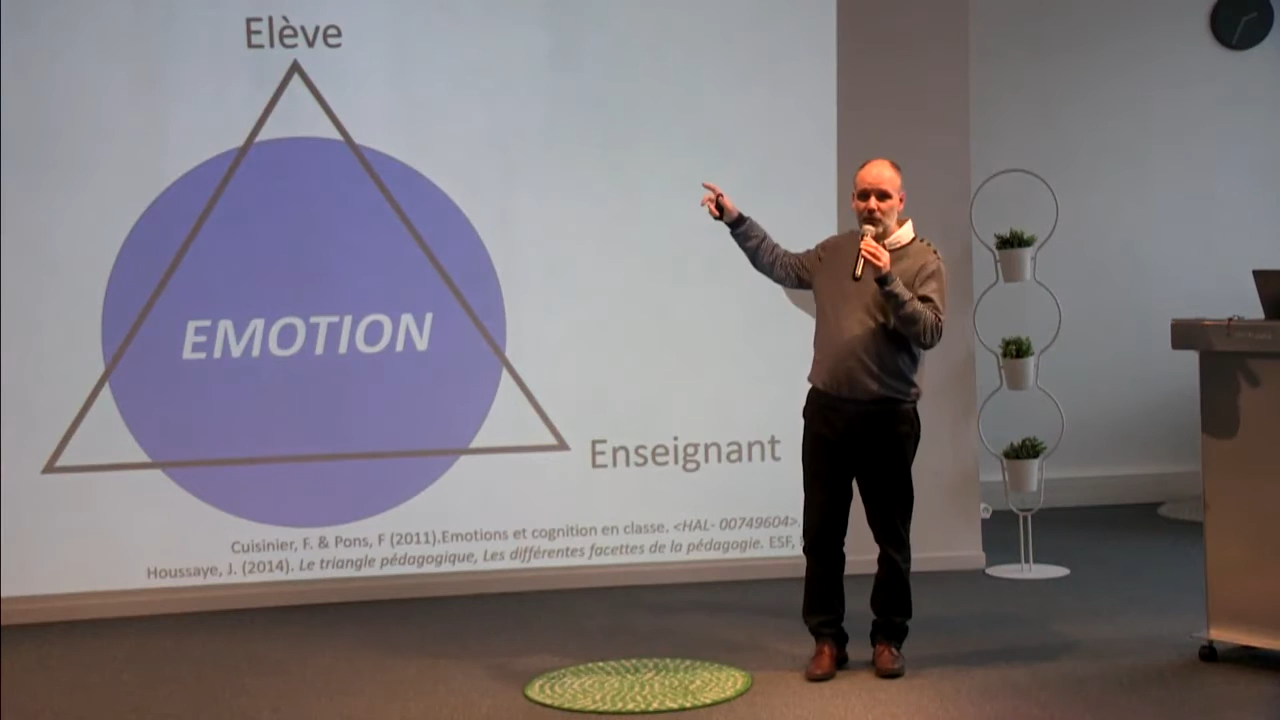 Elève
EMOTION
Enseignant
Cuisinier, F. & Pons, F (2011).Emotions et cognition en classe. <HAL- 00749604>.
Houssaye, J. (2014). Le triangle pédagogique, Les différentes facettes de la pédagogie. ESF,